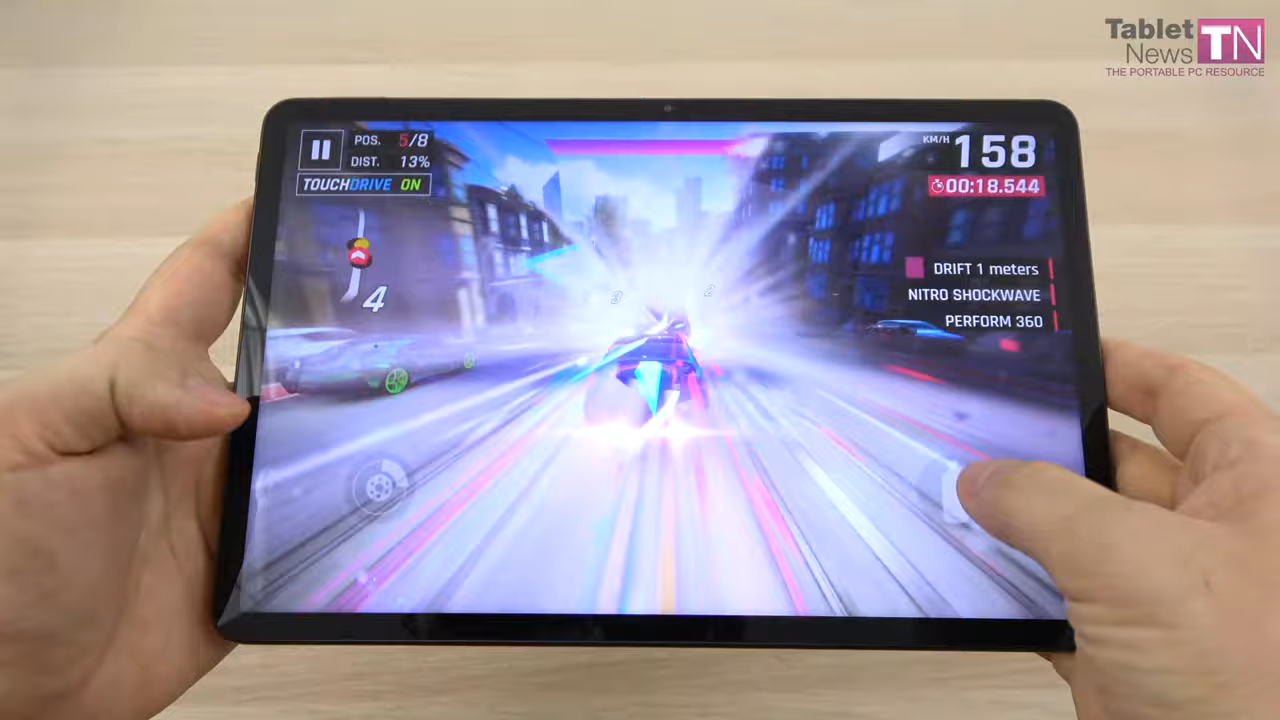 Tablet
News TN
THE PORTABLE PC RESOURCE
POS. 5/8
DIST. 13%
TOUCHDRIVE ON
4
KM/H 158
00:18.544
DRIFT 1 meters
NITRO SHOCKWAVE
PERFORM 360